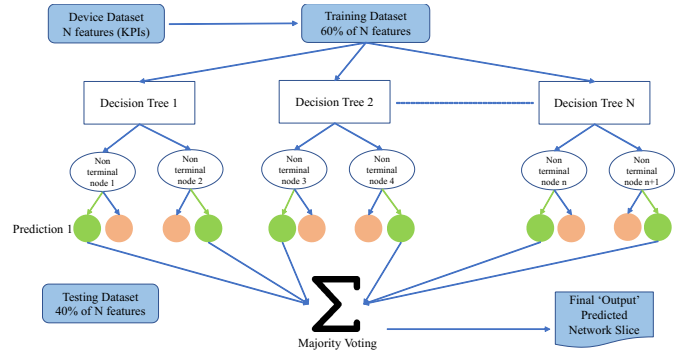 Device Dataset
N features (KPIs)
Training Dataset
60% of N features
Decision Tree 1
Decision Tree 2
Decision Tree N
Non
terminal
node 1
Non
terminal
node 2
Non
terminal
node 3
Non
terminal
node 4
Non
terminal
node n
Non
terminal
node n+1
Prediction 1
Testing Dataset
40% of N features
Σ
Majority Voting
Final ‘Output’
Predicted
Network Slice